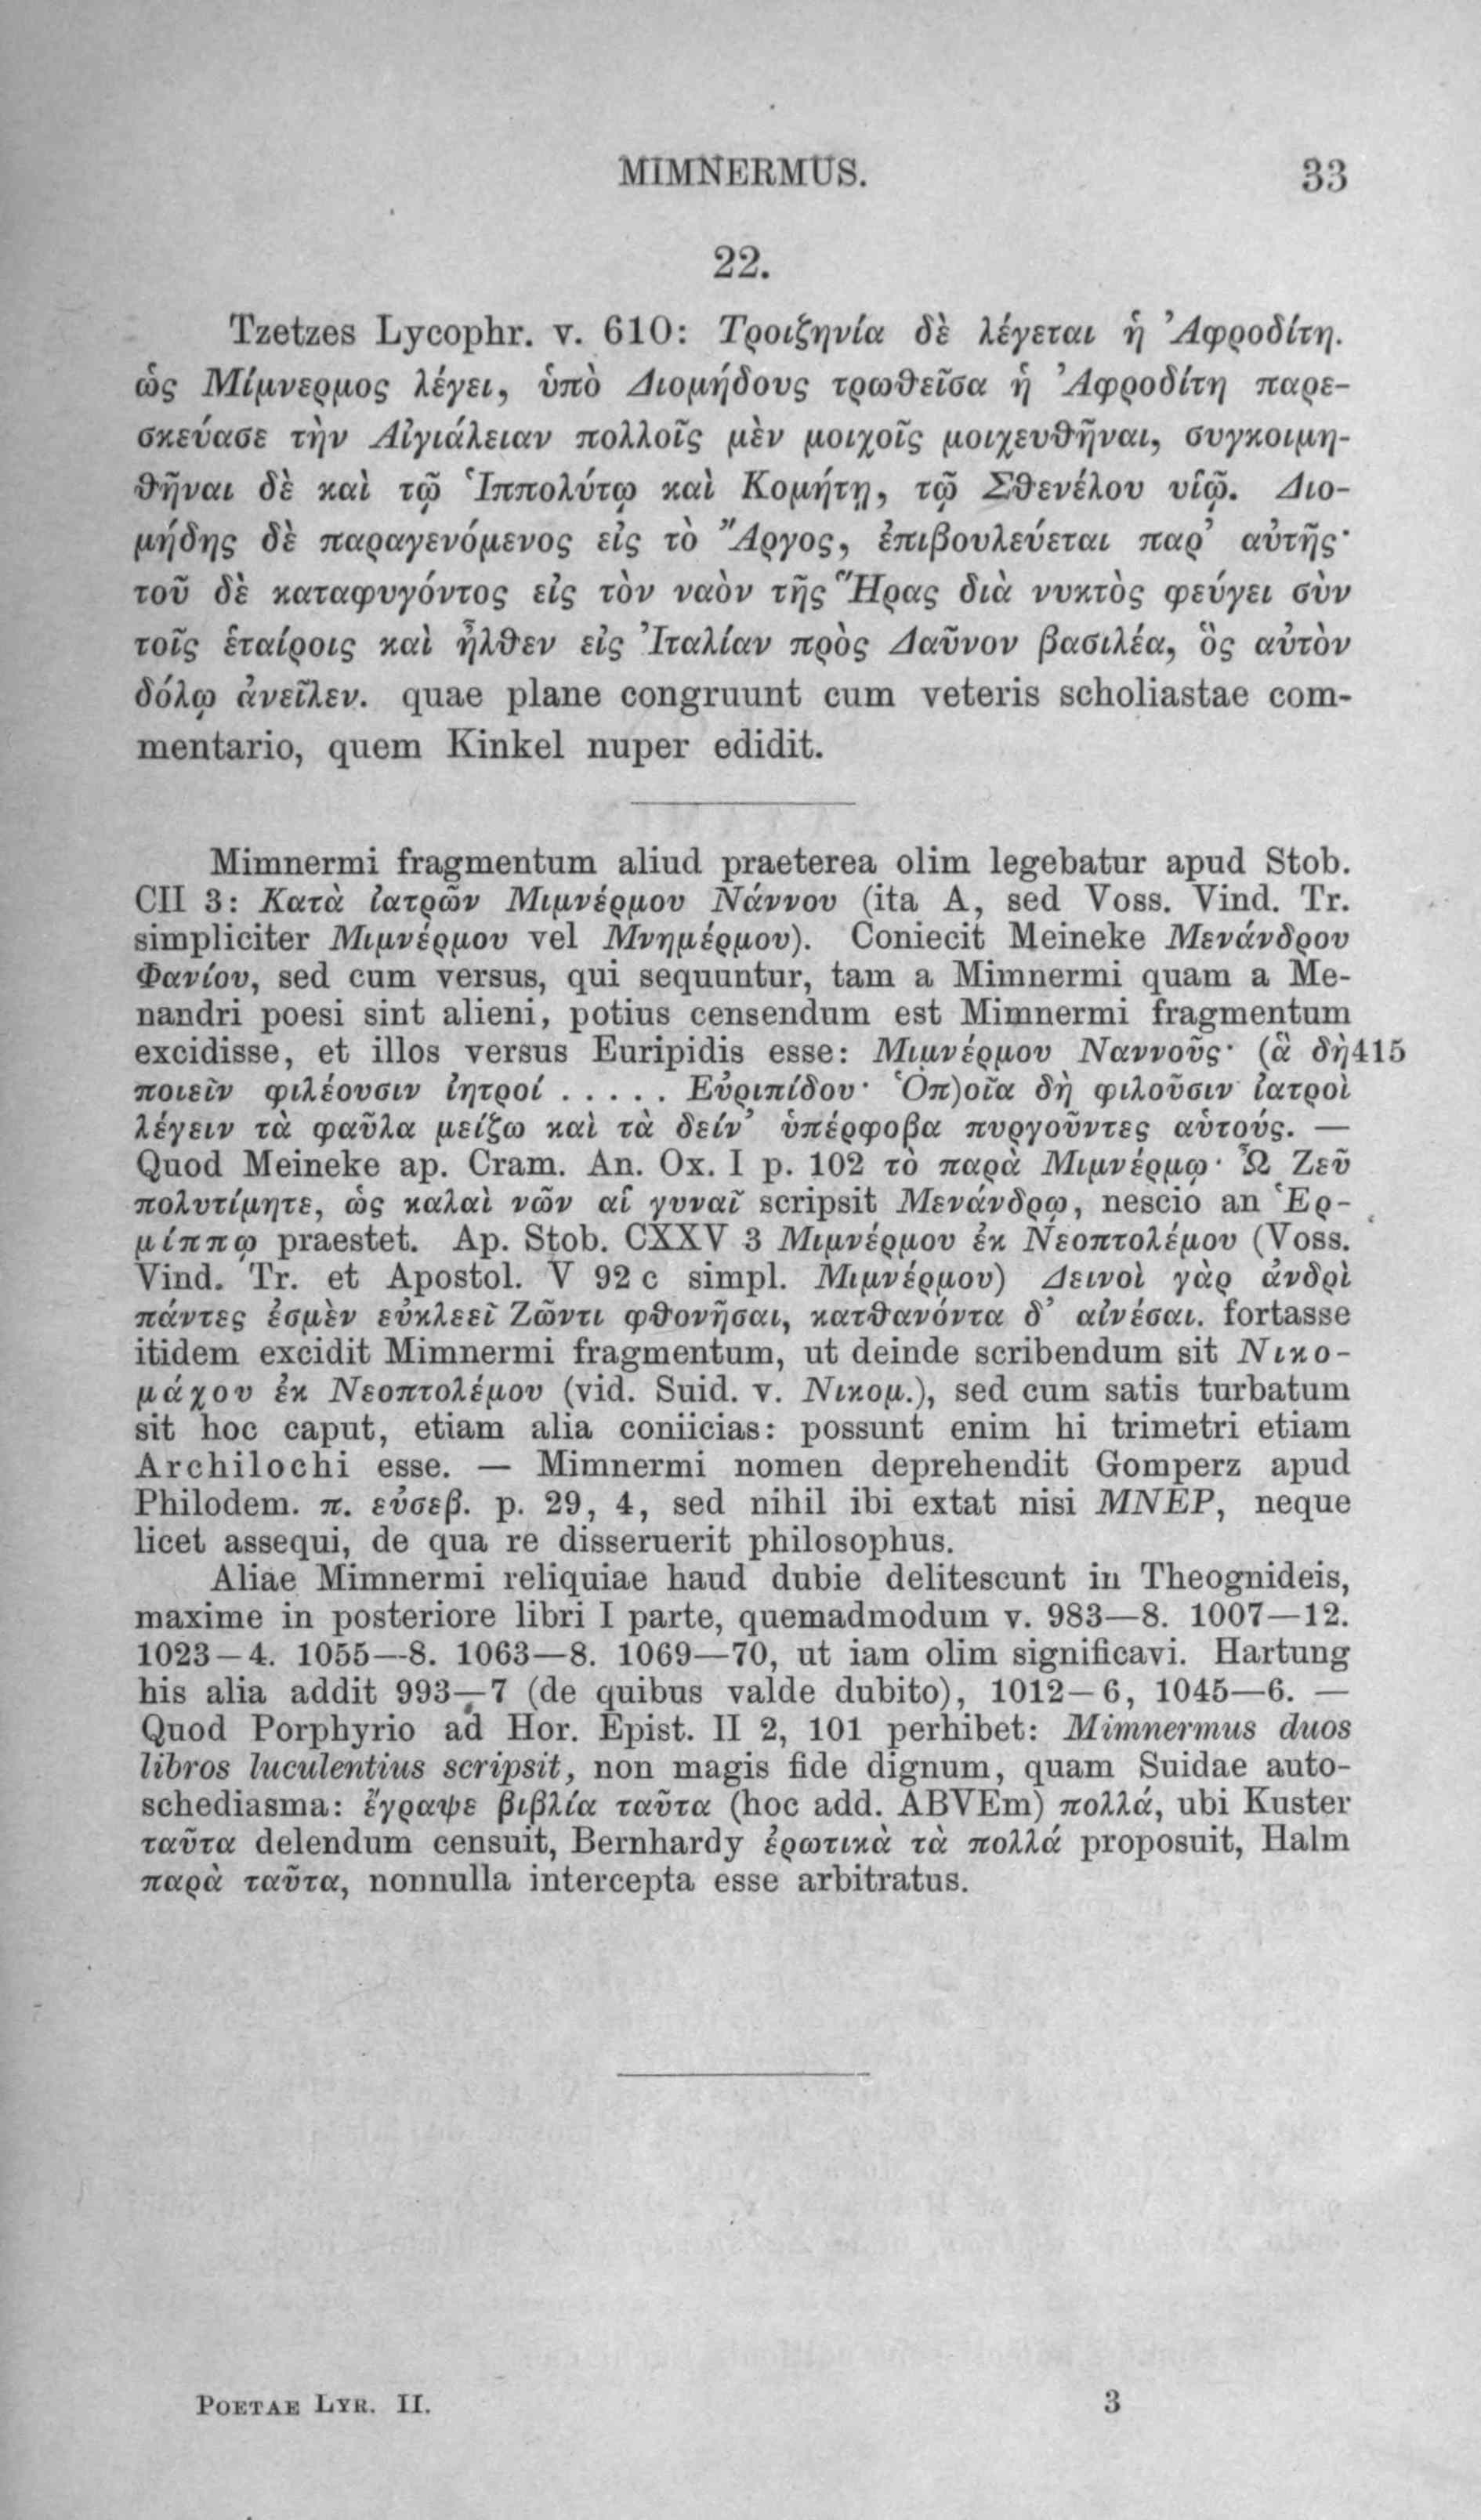 MIMNERMUS. 33
22.
Tzetzes Lycophr. v. 610: Τροιζηνία δὲ λέγεται ἡ Ἀφροδίτη.
ὡς Μίμνερμος λέγει, ὑπὸ Διομήδους τρωθεῖσα ἡ Ἀφροδίτη παρε-
σκεύασε τὴν Αἰγιάλειαν πολλοῖς μὲν μοιχοῖς μοιχευθῆναι, συγκοιμη-
θῆναι δὲ καὶ τῷ Ἱππολύτῳ καὶ Κομήτῃ, τῷ Σθενέλου υἱῷ. Διο-
μήδης δὲ παραγενόμενος εἰς τὸ Ἄργος, ἐπιβουλεύεται παρ’ αὐτῆς·
τοῦ δὲ καταφυγόντος εἰς τὸν ναὸν τῆς Ἥρας διὰ νυκτὸς φεύγει σὺν
τοῖς ἑταίροις καὶ ἦλθεν εἰς Ἰταλίαν πρὸς Δαῦνον βασιλέα, ὃς αὐτὸν
δόλῳ ἀνεῖλεν. quae plane congruunt cum veteris scholiastae com-
mentario, quem Kinkel nuper edidit.
Mimnermi fragmentum aliud praeterea olim legebatur apud Stob.
CII 3: Κατὰ ἰατρῶν Μιμνέρμου Νάννου (ita A, sed Voss. Vind. Tr.
simpliciter Μιμνέρμου vel Μνημέρμου). Coniecit Meineke Μενάνδρου
Φανίου, sed cum versus, qui sequuntur, tam a Mimnermi quam a Me-
nandri poesi sint alieni, potius censendum est Mimnermi fragmentum
excidisse, et illos versus Euripidis esse: Μιμνέρμου Ναννοῦς· (ἃ δὴ 415
ποιεῖν φιλέουσιν ἰητροί . . . . . Εὐριπίδου· Ὁπ)οῖα δὴ φιλοῦσιν ἰατροὶ
λέγειν τὰ φαῦλα μείζω καὶ τὰ δείν’ ὑπέρφοβα πυργοῦντες αὑτούς. —
Quod Meineke ap. Cram. An. Ox. I p. 102 τὸ παρὰ Μιμνέρμῳ· Ὦ Ζεῦ
πολυτίμητε, ὡς καλαὶ νῶν αἱ γυναῖ scripsit Μενάνδρῳ, nescio an Ἑρ-
μίππῳ praestet. Ap. Stob. CXXV 3 Μιμνέρμου ἐκ Νεοπτολέμου (Voss.
Vind. Tr. et Apostol. V 92 c simpl. Μιμνέρμου) Δεινοὶ γὰρ ἀνδρὶ
πάντες ἐσμὲν εὐκλεεῖ Ζῶντι φθονῆσαι, κατθανόντα δ’ αἰνέσαι. fortasse
itidem excidit Mimnermi fragmentum, ut deinde scribendum sit Νικο-
μάχου ἐκ Νεοπτολέμου (vid. Suid. v. Νικομ.), sed cum satis turbatum
sit hoc caput, etiam alia coniicias: possunt enim hi trimetri etiam
Archilochi esse. — Mimnermi nomen deprehendit Gomperz apud
Philodem. π. εὐσεβ. p. 29, 4, sed nihil ibi extat nisi ΜΝΕΡ, neque
licet assequi, de qua re disseruerit philosophus.
Aliae Mimnermi reliquiae haud dubie delitescunt in Theognideis,
maxime in posteriore libri I parte, quemadmodum v. 983—8. 1007—12.
1023—4. 1055—8. 1063—8. 1069—70, ut iam olim significavi. Hartung
his alia addit 993—7 (de quibus valde dubito), 1012—6, 1045—6. —
Quod Porphyrio ad Hor. Epist. II 2, 101 perhibet: Mimnermus duos
libros luculentius scripsit, non magis fide dignum, quam Suidae auto-
schediasma: ἔγραψε βιβλία ταῦτα (hoc add. ABVEm) πολλά, ubi Kuster
ταῦτα delendum censuit, Bernhardy ἐρωτικὰ τὰ πολλά proposuit, Halm
παρὰ ταῦτα, nonnulla intercepta esse arbitratus.
POETAE LYR. II. 3